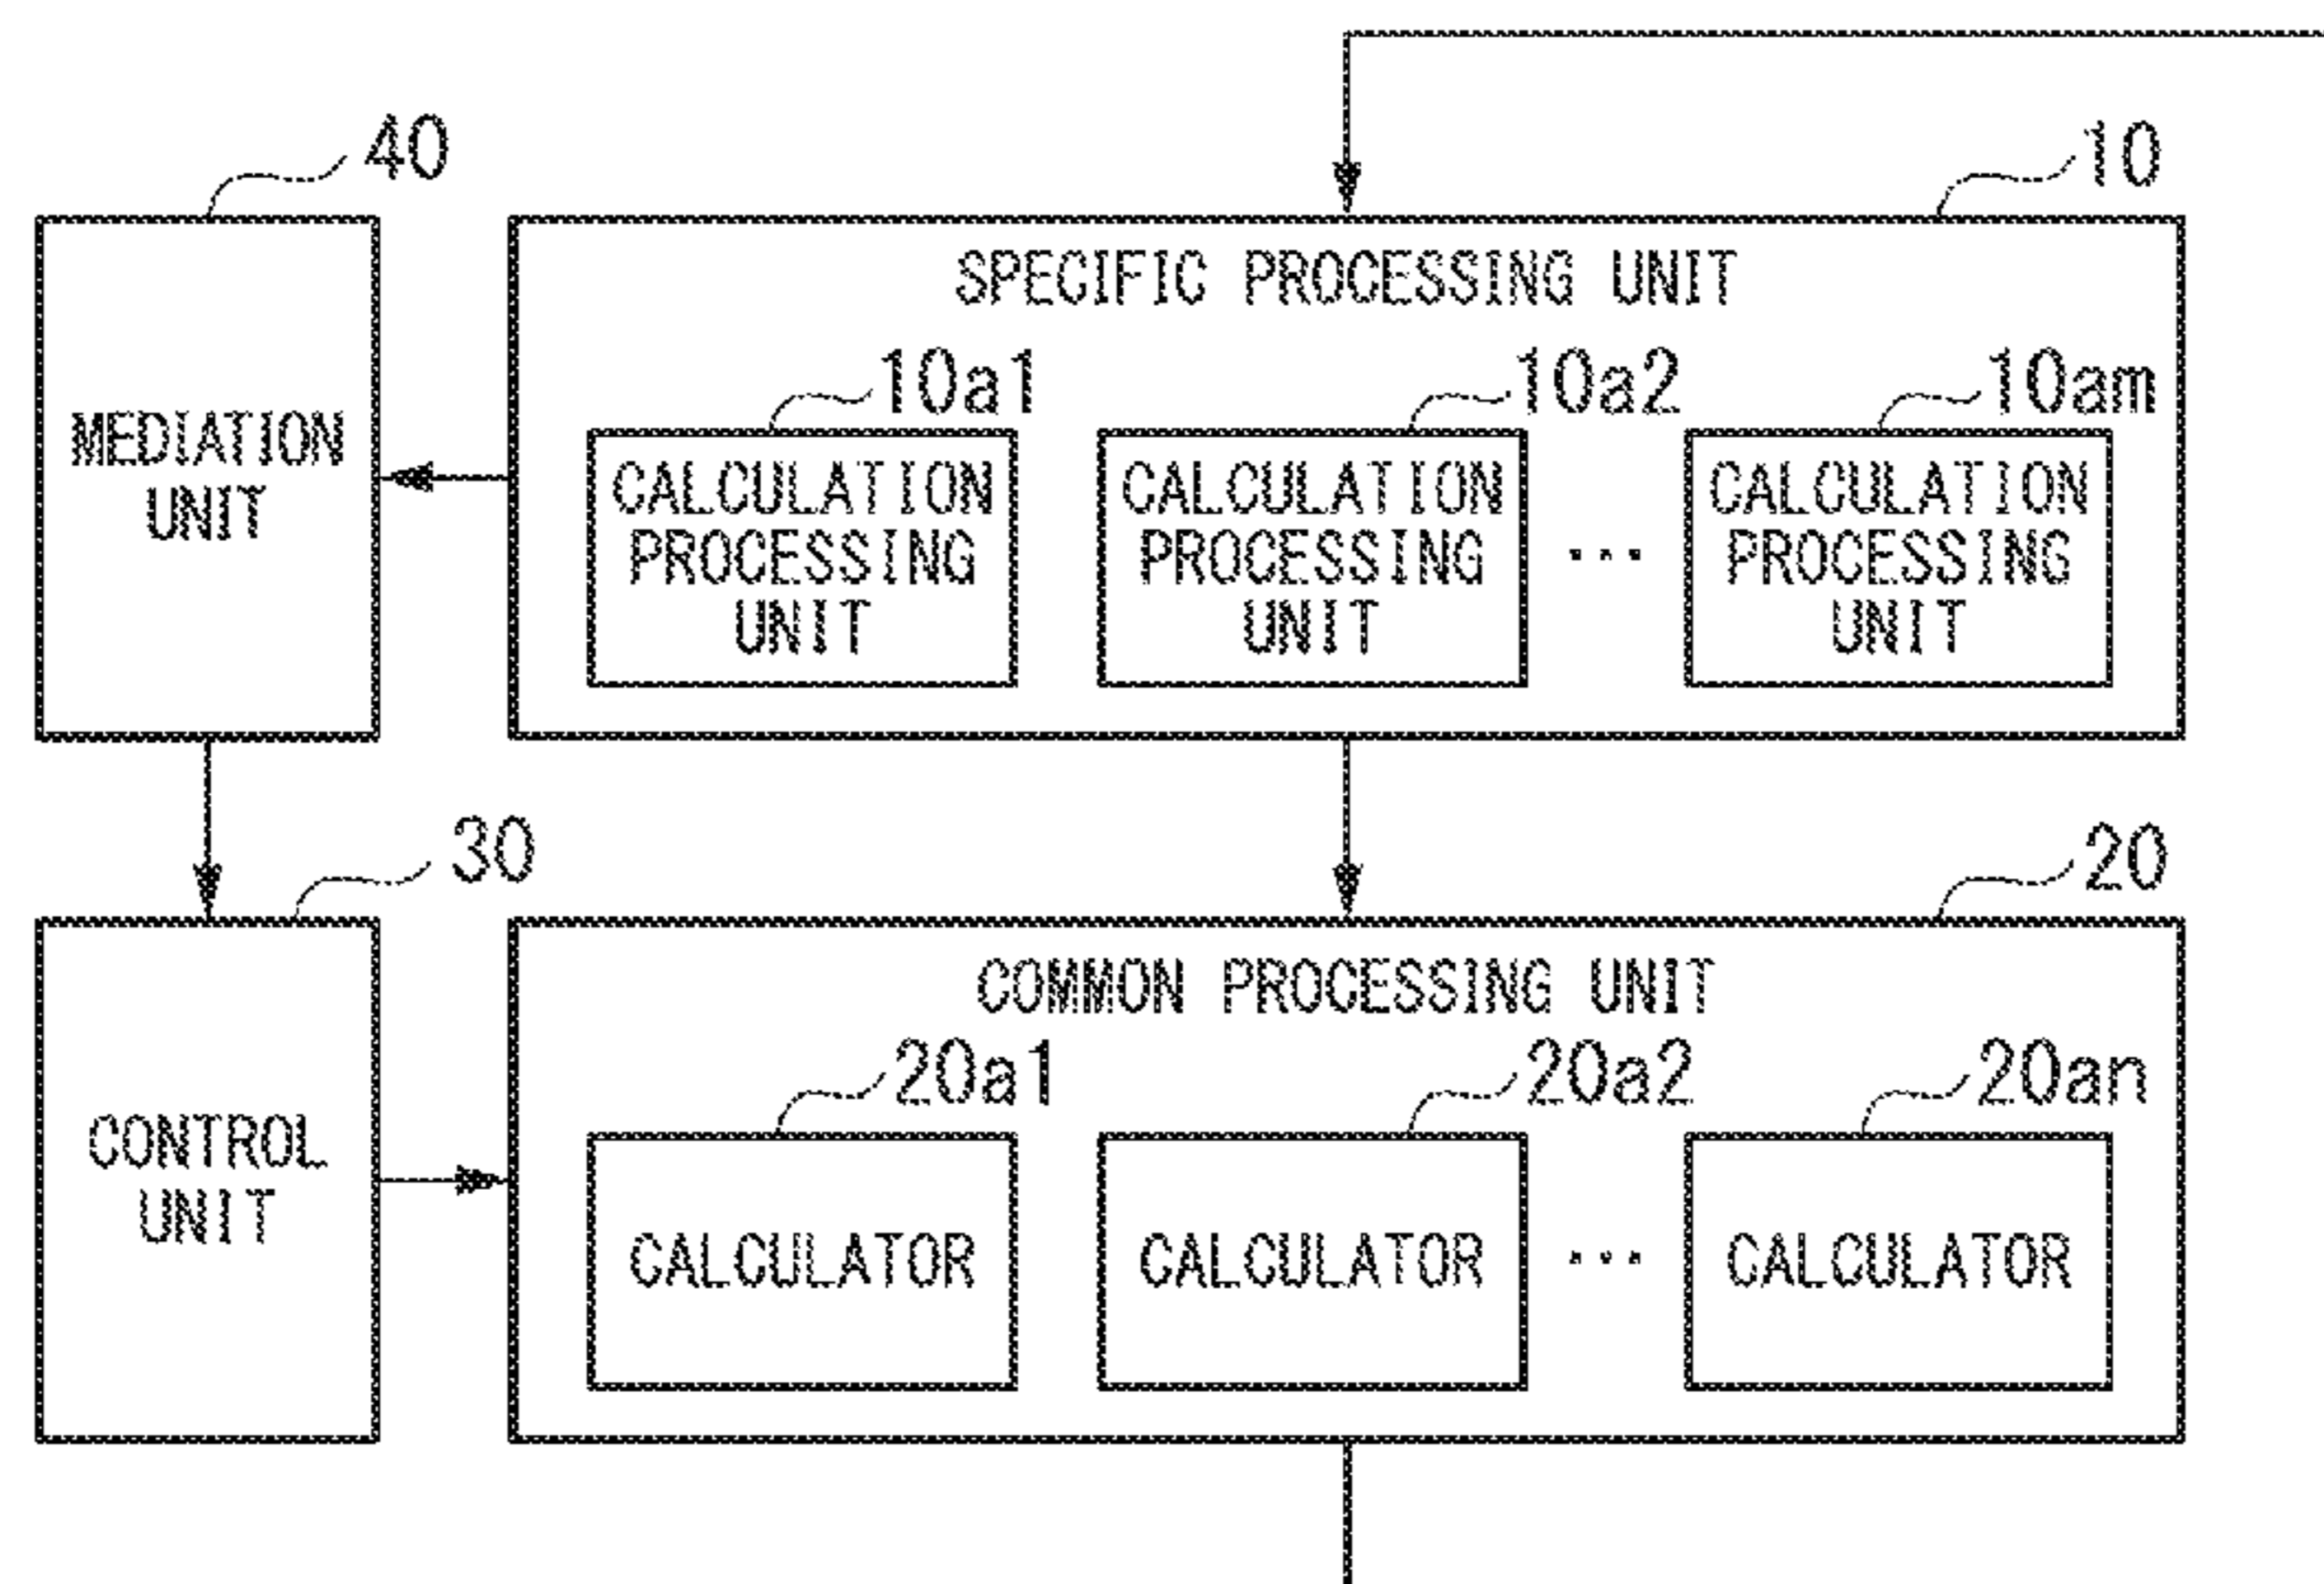 40
10
SPECIFIC PROCESSING UNIT
10a1
10a2
10am
MEDIATION
UNIT
CALCULATION
PROCESSING
UNIT
CALCULATION
PROCESSING
UNIT
...
CALCULATION
PROCESSING
UNIT
30
20
COMMON PROCESSING UNIT
20a1
20a2
20an
CONTROL
UNIT
CALCULATOR
CALCULATOR
...
CALCULATOR